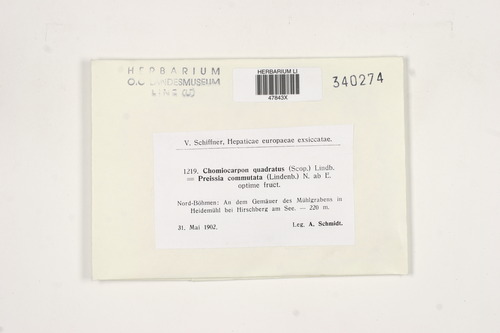 HERBARIUM
O.Ö. LANDESMUSEUM
LINZ
HERBARIUM LI
47843X
340274
V. Schiffner, Hepaticae europaeae exsiccatae.
1219. Chomiocarpon quadratus (Scop.) Lindb.
= Preissia commutata (Lindenb.) N. ab E.
optime fruct.
Nord-Böhmen: An dem Gemäuer des Mühlgrabens in
Heidemühl bei Hirschberg am See. — 220 m.
31. Mai 1902.
Leg. A. Schmidt.